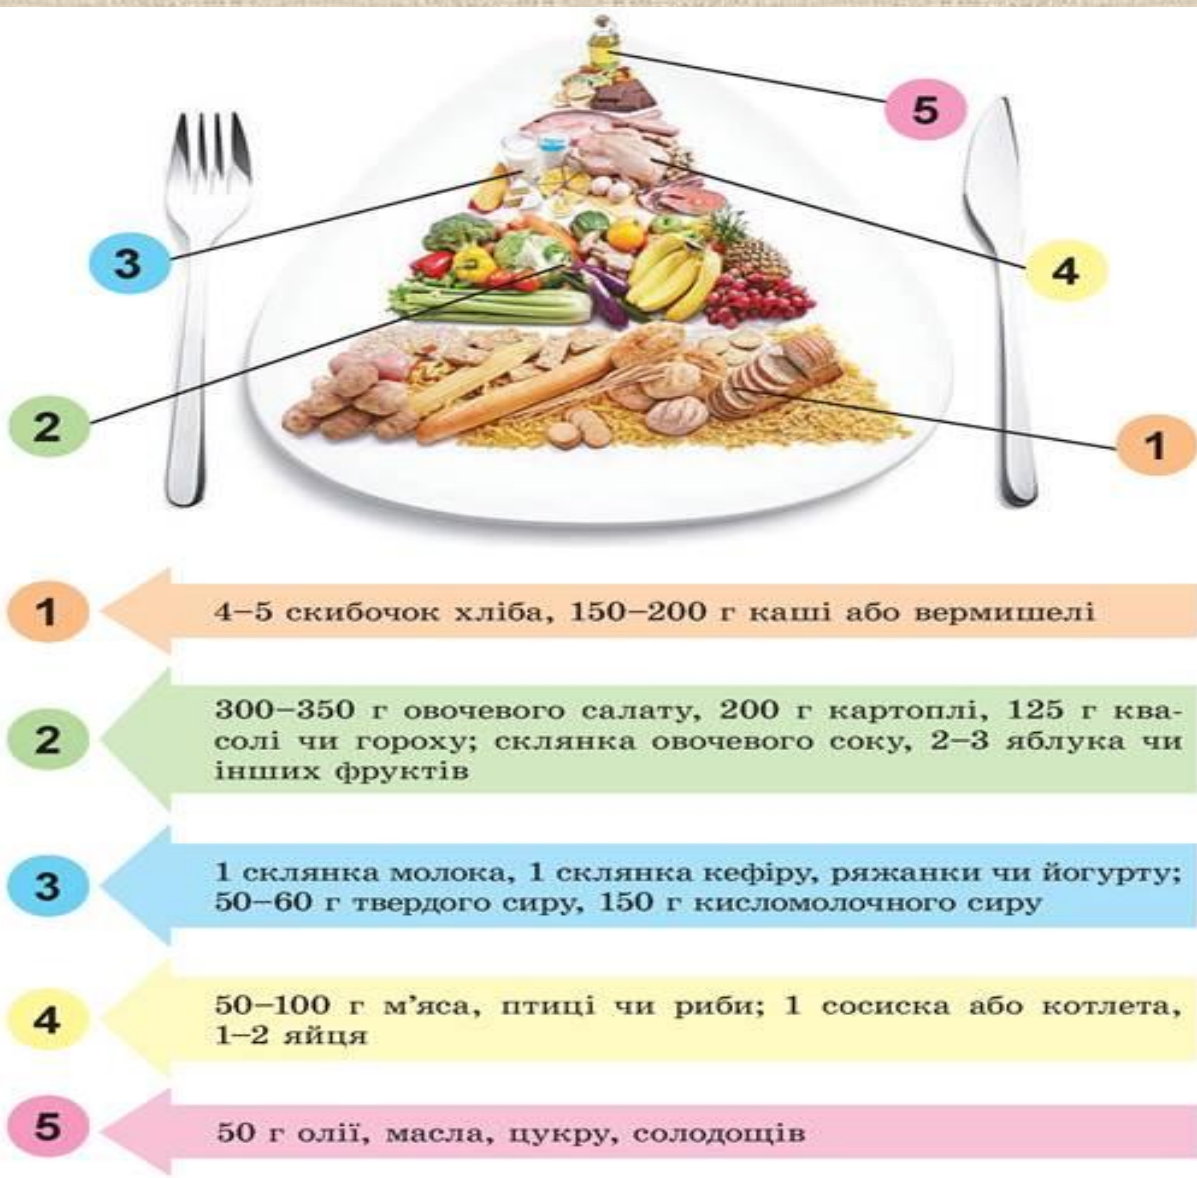 5
3
4
2
1
1
4–5 скибочок хліба, 150–200 г каші або вермишелі
2
300–350 г овочевого салату, 200 г картоплі, 125 г ква-
солі чи гороху; склянка овочевого соку, 2–3 яблука чи
інших фруктів
3
1 склянка молока, 1 склянка кефіру, ряжанки чи йогурту;
50–60 г твердого сиру, 150 г кисломолочного сиру
4
50–100 г м’яса, птиці чи риби; 1 сосиска або котлета,
1–2 яйця
5
50 г олії, масла, цукру, солодощів